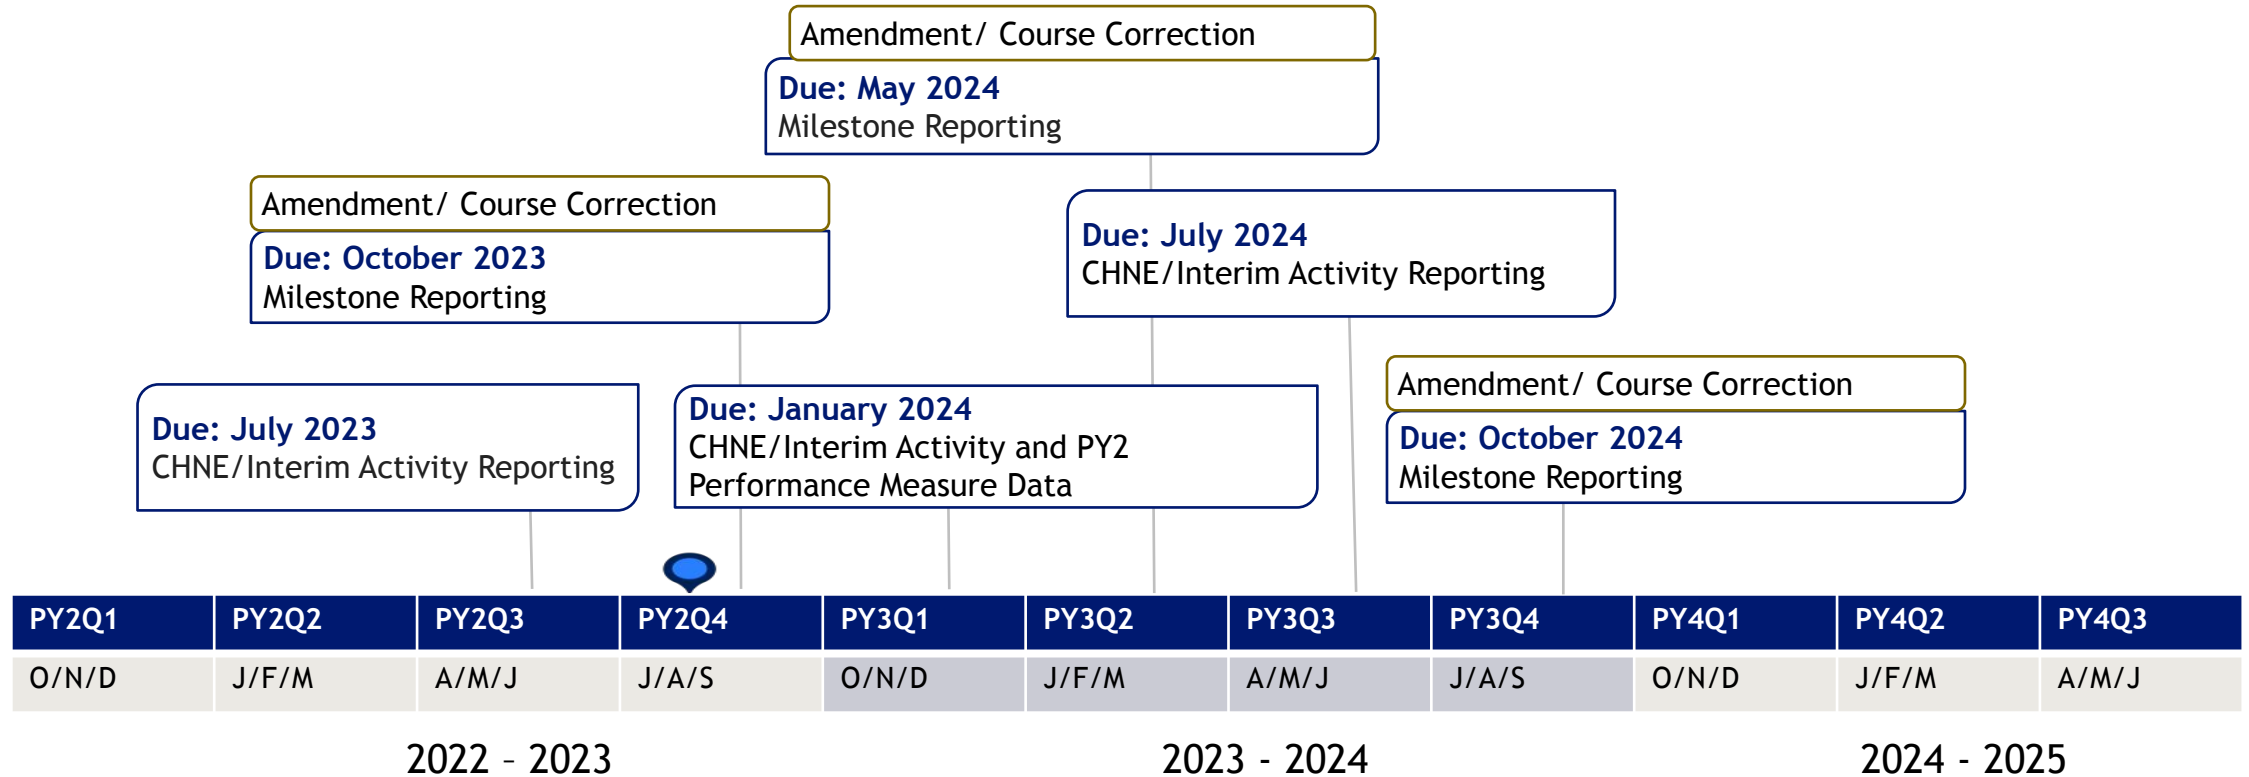 Amendment/ Course Correction
Due: May 2024
Milestone Reporting
Amendment/ Course Correction
Due: October 2023
Milestone Reporting
Due: July 2024
CHNE/Interim Activity Reporting
Due: July 2023
CHNE/Interim Activity Reporting
Due: January 2024
CHNE/Interim Activity and PY2
Performance Measure Data
Amendment/ Course Correction
Due: October 2024
Milestone Reporting
PY2Q1 PY2Q2 PY2Q3 PY2Q4 PY3Q1 PY3Q2 PY3Q3 PY3Q4 PY4Q1 PY4Q2 PY4Q3
O/N/D J/F/M A/M/J J/A/S O/N/D J/F/M A/M/J J/A/S O/N/D J/F/M A/M/J
2022 – 2023 2023 - 2024 2024 - 2025